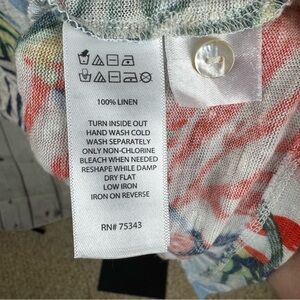 100% LINEN
TURN INSIDE OUT
HAND WASH COLD
WASH SEPARATELY
ONLY NON-CHLORINE
BLEACH WHEN NEEDED
RESHAPE WHILE DAMP
DRY FLAT
LOW IRON
IRON ON REVERSE
RN# 75343